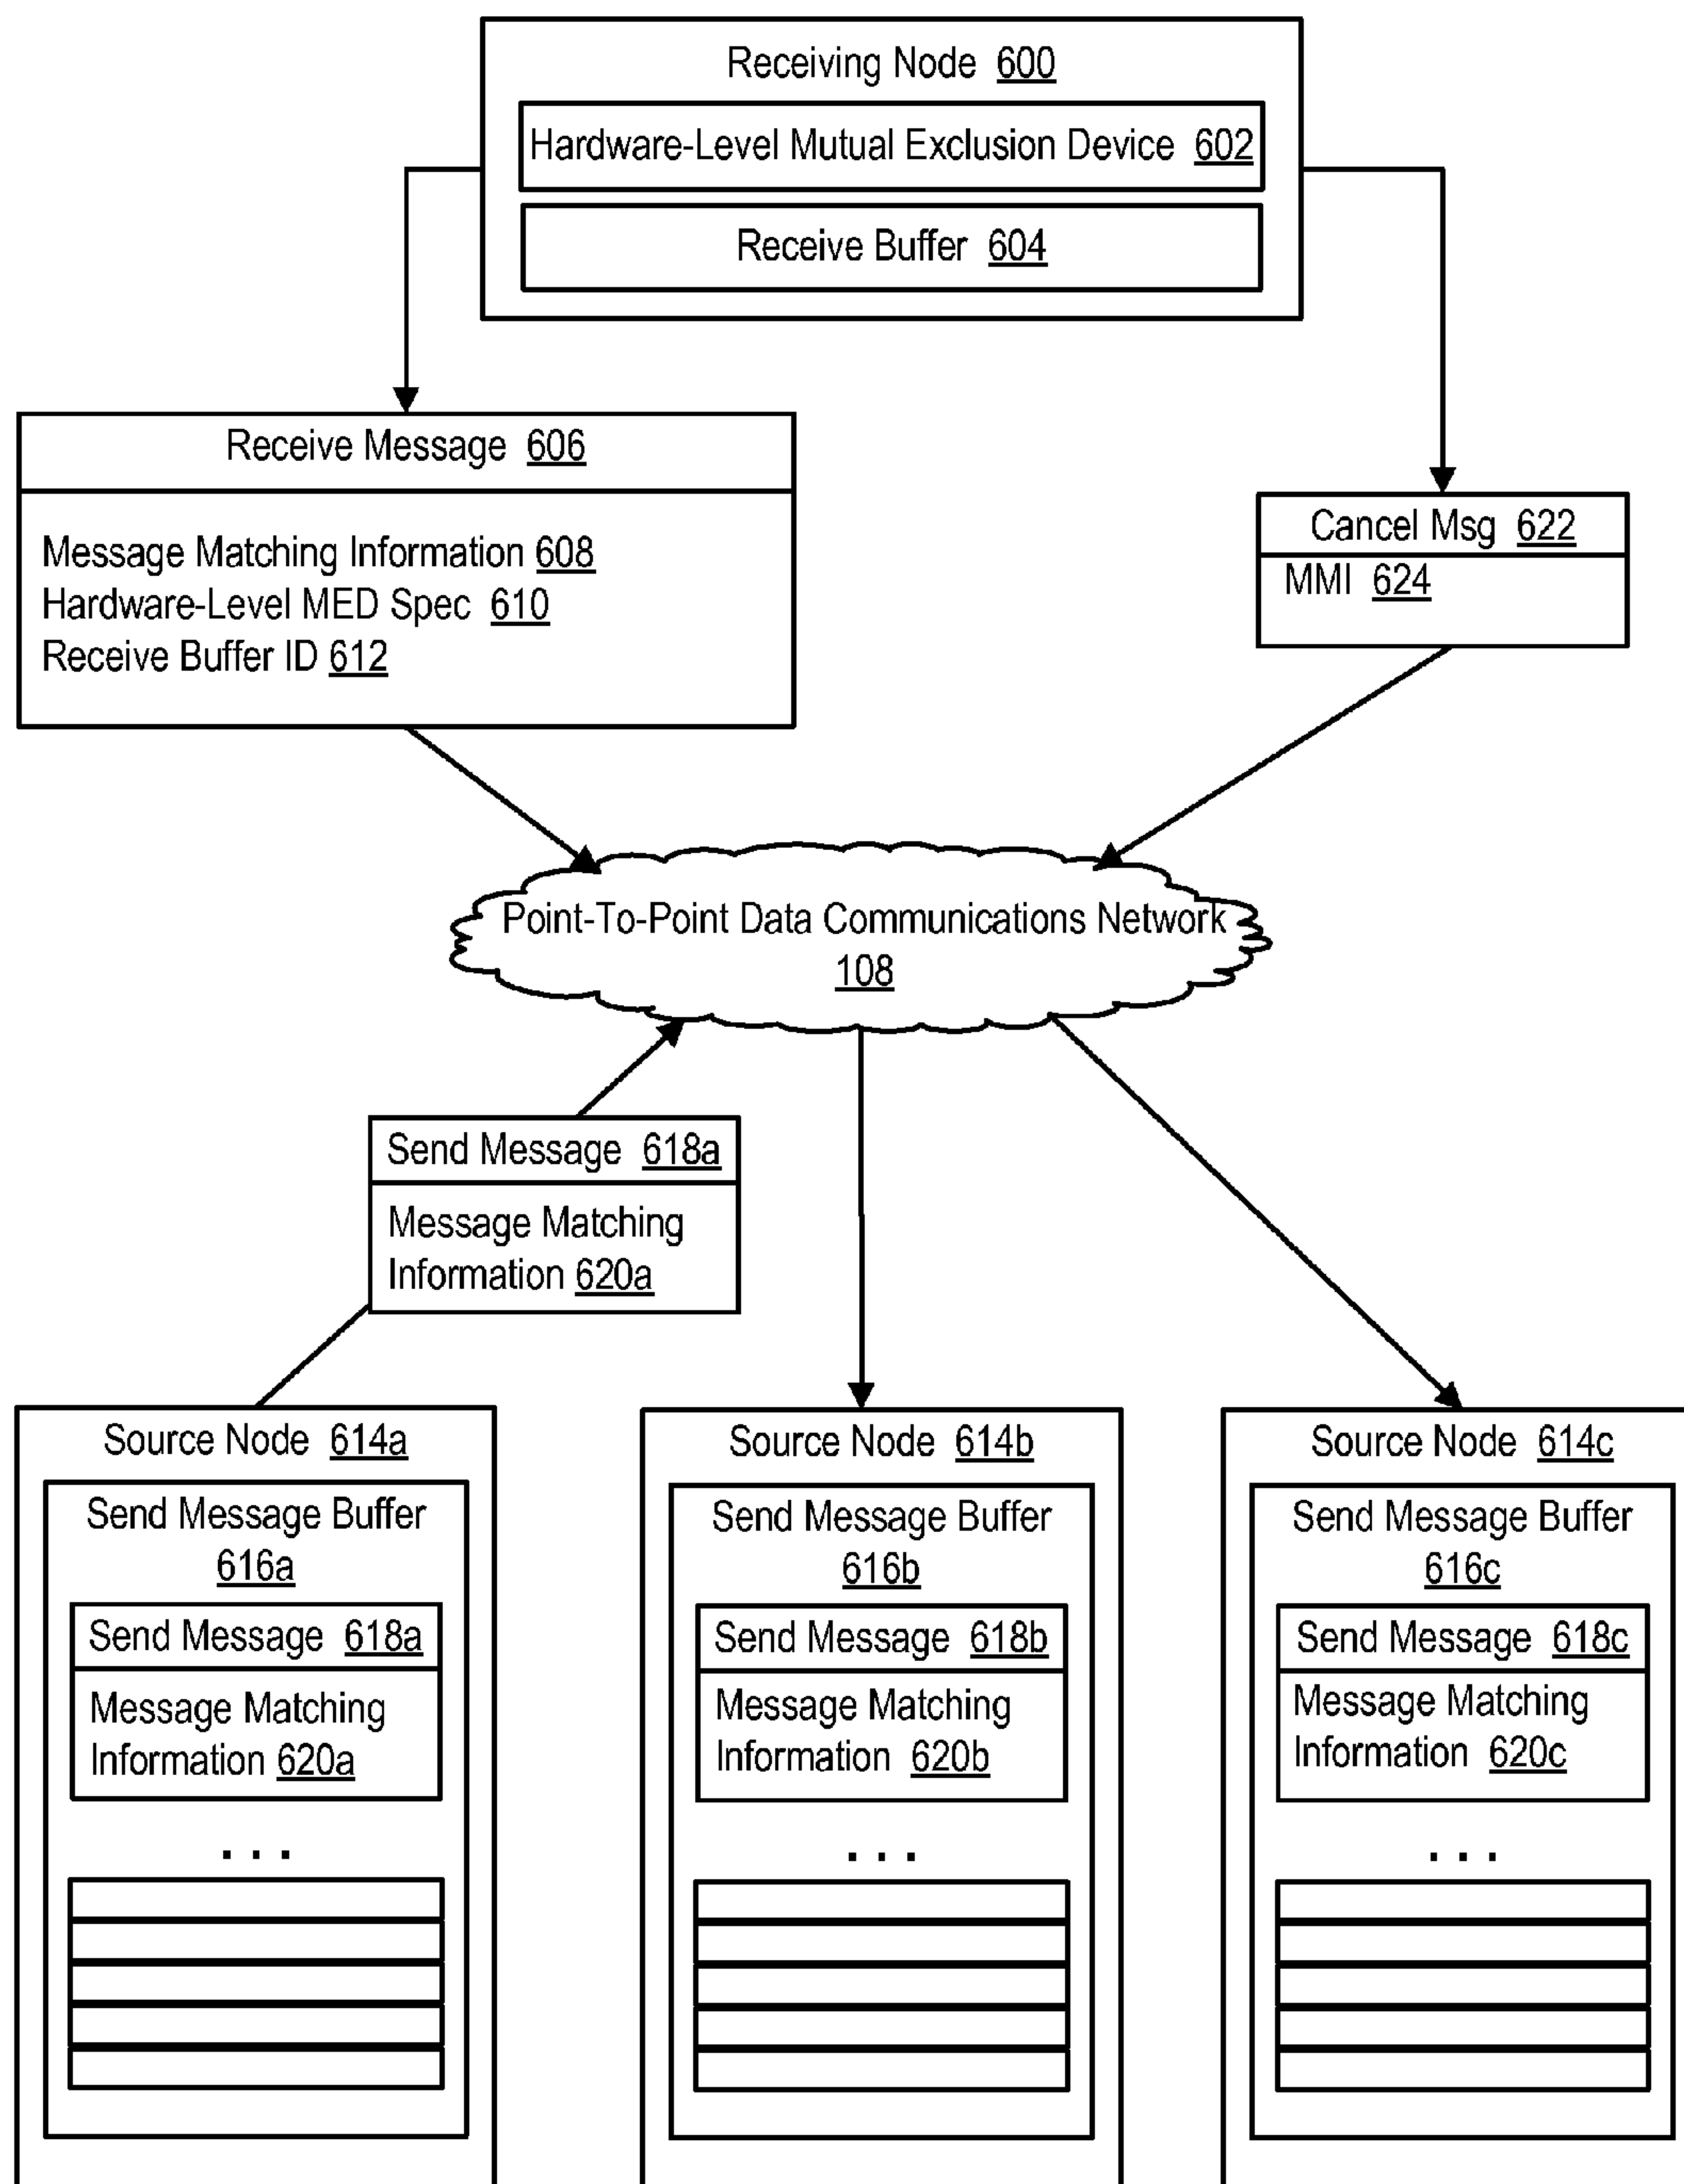 Receiving Node 600
Hardware-Level Mutual Exclusion Device 602
Receive Buffer 604
Receive Message 606
Message Matching Information 608
Hardware-Level MED Spec 610
Receive Buffer ID 612
Cancel Msg 622
MMI 624
Point-To-Point Data Communications Network
108
Send Message 618a
Message Matching
Information 620a
Source Node 614a
Send Message Buffer
616a
Send Message 618a
Message Matching
Information 620a
. . .
Source Node 614b
Send Message Buffer
616b
Send Message 618b
Message Matching
Information 620b
. . .
Source Node 614c
Send Message Buffer
616c
Send Message 618c
Message Matching
Information 620c
. . .